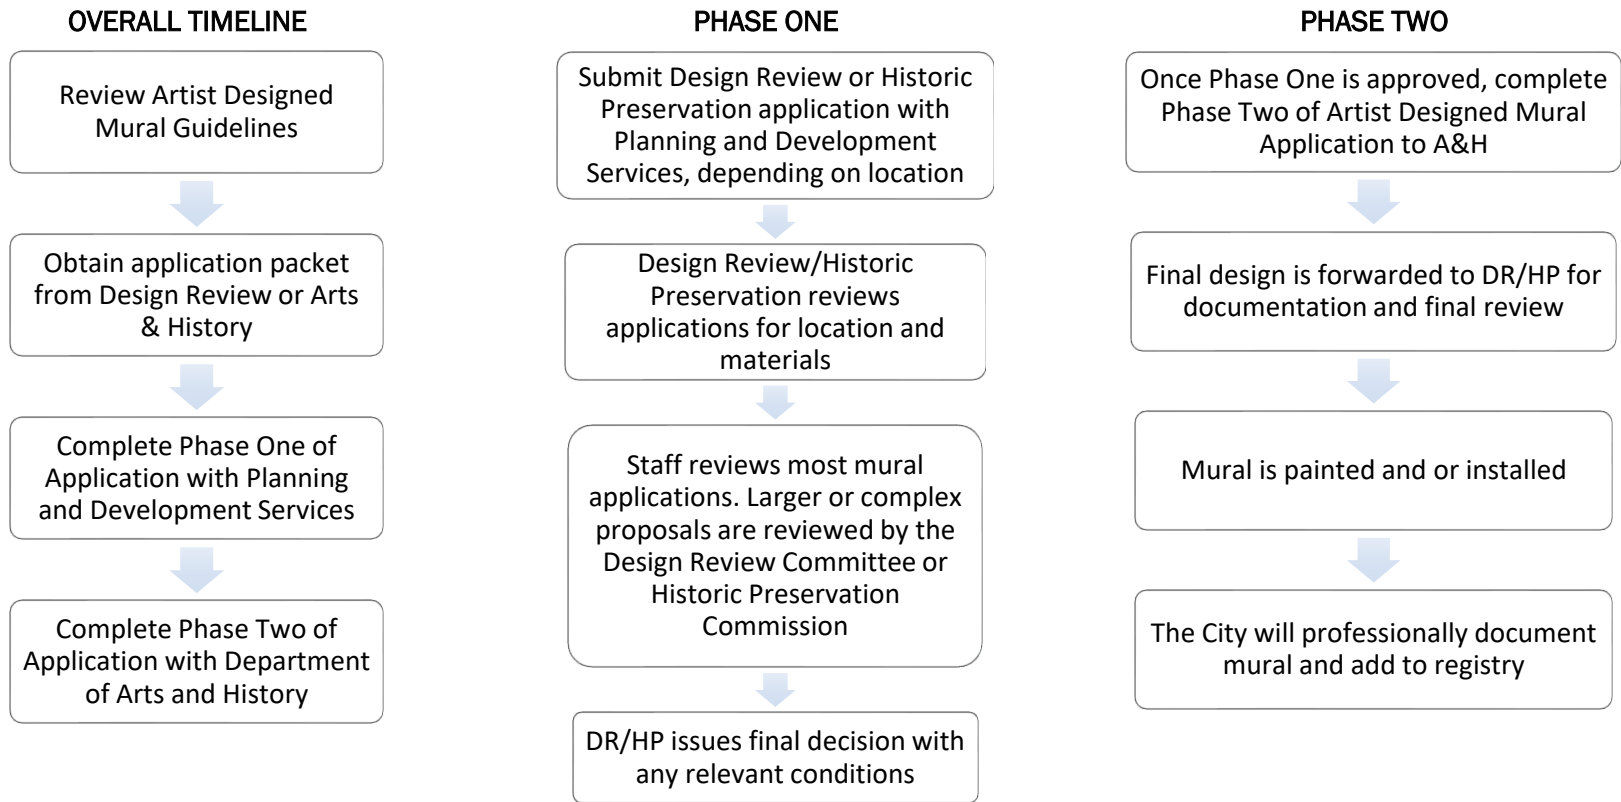 OVERALL TIMELINE
Review Artist Designed
Mural Guidelines
Obtain application packet
from Design Review or Arts
& History
Complete Phase One of
Application with Planning
and Development Services
Complete Phase Two of
Application with Department
of Arts and History
PHASE ONE
Submit Design Review or Historic
Preservation application with
Planning and Development
Services, depending on location
Design Review/Historic
Preservation reviews
applications for location and
materials
Staff reviews most mural
applications. Larger or complex
proposals are reviewed by the
Design Review Committee or
Historic Preservation
Commission
DR/HP issues final decision with
any relevant conditions
PHASE TWO
Once Phase One is approved, complete
Phase Two of Artist Designed Mural
Application to A&H
Final design is forwarded to DR/HP for
documentation and final review
Mural is painted and or installed
The City will professionally document
mural and add to registry